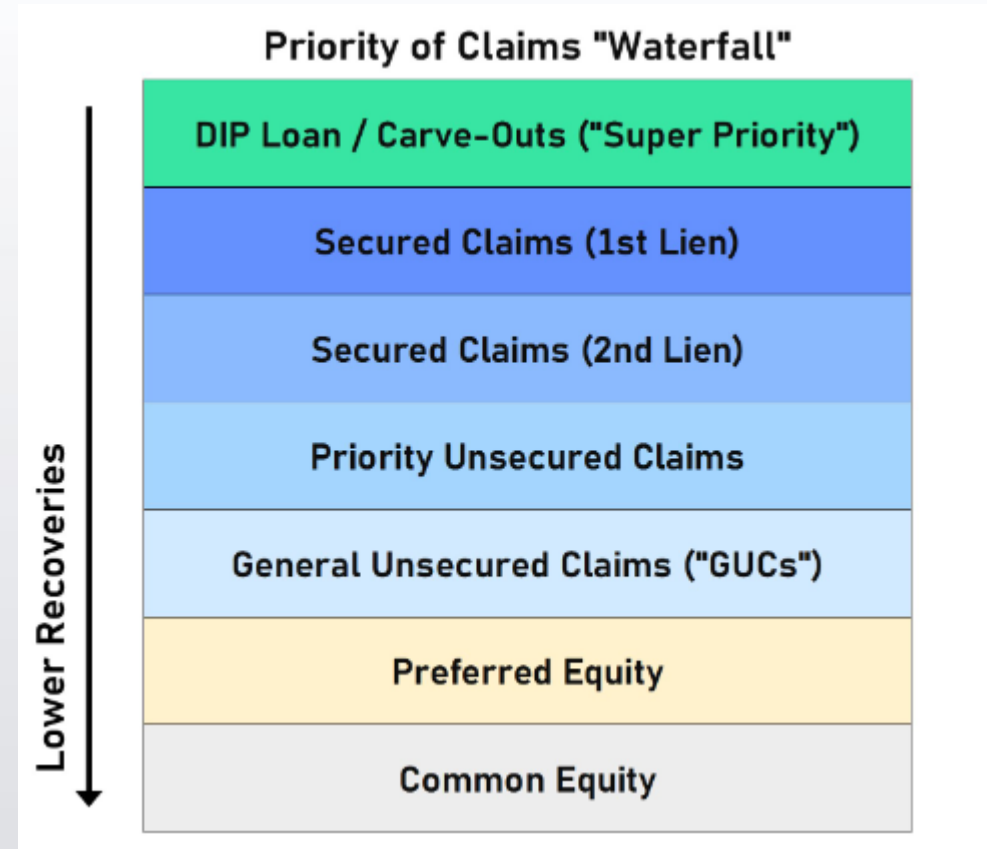 Priority of Claims "Waterfall"
DIP Loan / Carve-Outs ("Super Priority")
Secured Claims (1st Lien)
Secured Claims (2nd Lien)
Priority Unsecured Claims
General Unsecured Claims ("GUCs")
Preferred Equity
Common Equity
Lower Recoveries